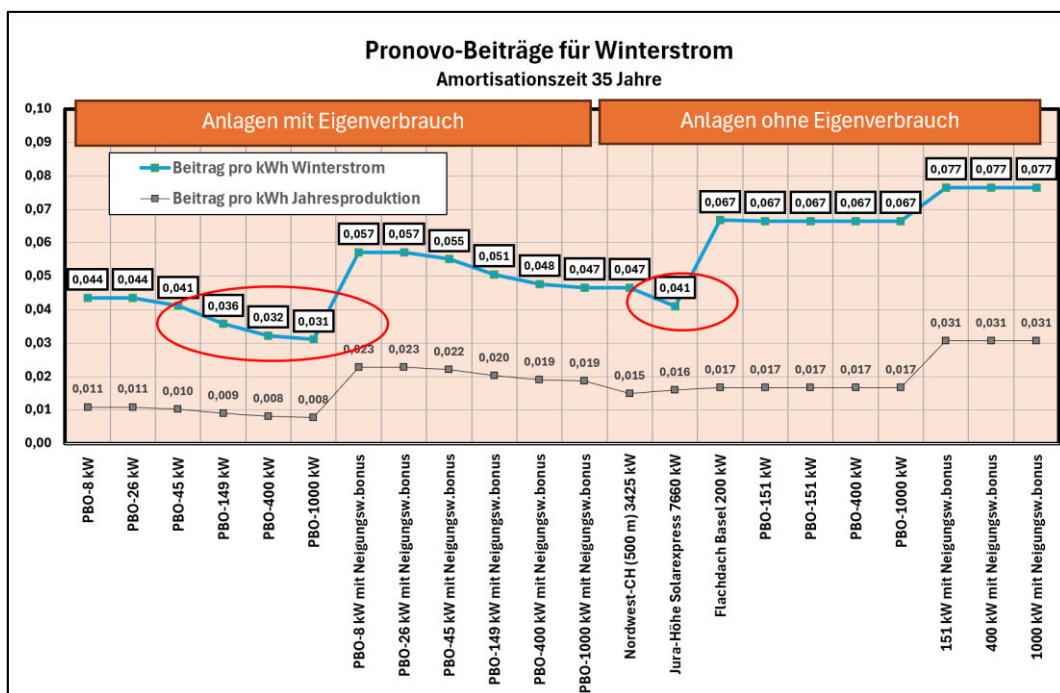 Pronovo-Beiträge für Winterstrom
Amortisationszeit 35 Jahre
Anlagen mit Eigenverbrauch
Anlagen ohne Eigenverbrauch
Beitrag pro kWh Winterstrom
Beitrag pro kWh Jahresproduktion
0,10
0,09
0,08
0,07
0,06
0,05
0,04
0,03
0,02
0,01
0,00
0,044 0,044 0,041 0,036 0,032 0,031 0,057 0,057 0,055 0,051 0,048 0,047 0,047 0,041 0,067 0,067 0,067 0,067 0,067 0,077 0,077 0,077
0,011 0,011 0,010 0,009 0,008 0,008 0,023 0,023 0,022 0,020 0,019 0,019 0,015 0,016 0,017 0,017 0,017 0,017 0,017 0,031 0,031 0,031
PBO-8 kW
PBO-26 kW
PBO-45 kW
PBO-149 kW
PBO-400 kW
PBO-1000 kW
PBO-8 kW mit Neigungsw.bonus
PBO-26 kW mit Neigungsw.bonus
PBO-45 kW mit Neigungsw.bonus
PBO-149 kW mit Neigungsw.bonus
PBO-400 kW mit Neigungsw.bonus
PBO-1000 kW mit Neigungsw.bonus
Nordwest-CH (500 m) 3425 kW
Jura-Höhe Solarexpress 7660 kW
Flachdach Basel 200 kW
PBO-151 kW
PBO-151 kW
PBO-400 kW
PBO-1000 kW
151 kW mit Neigungsw.bonus
400 kW mit Neigungsw.bonus
1000 kW mit Neigungsw.bonus